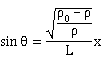 sin θ = √((ρ₀ − ρ)/ρ)/L x